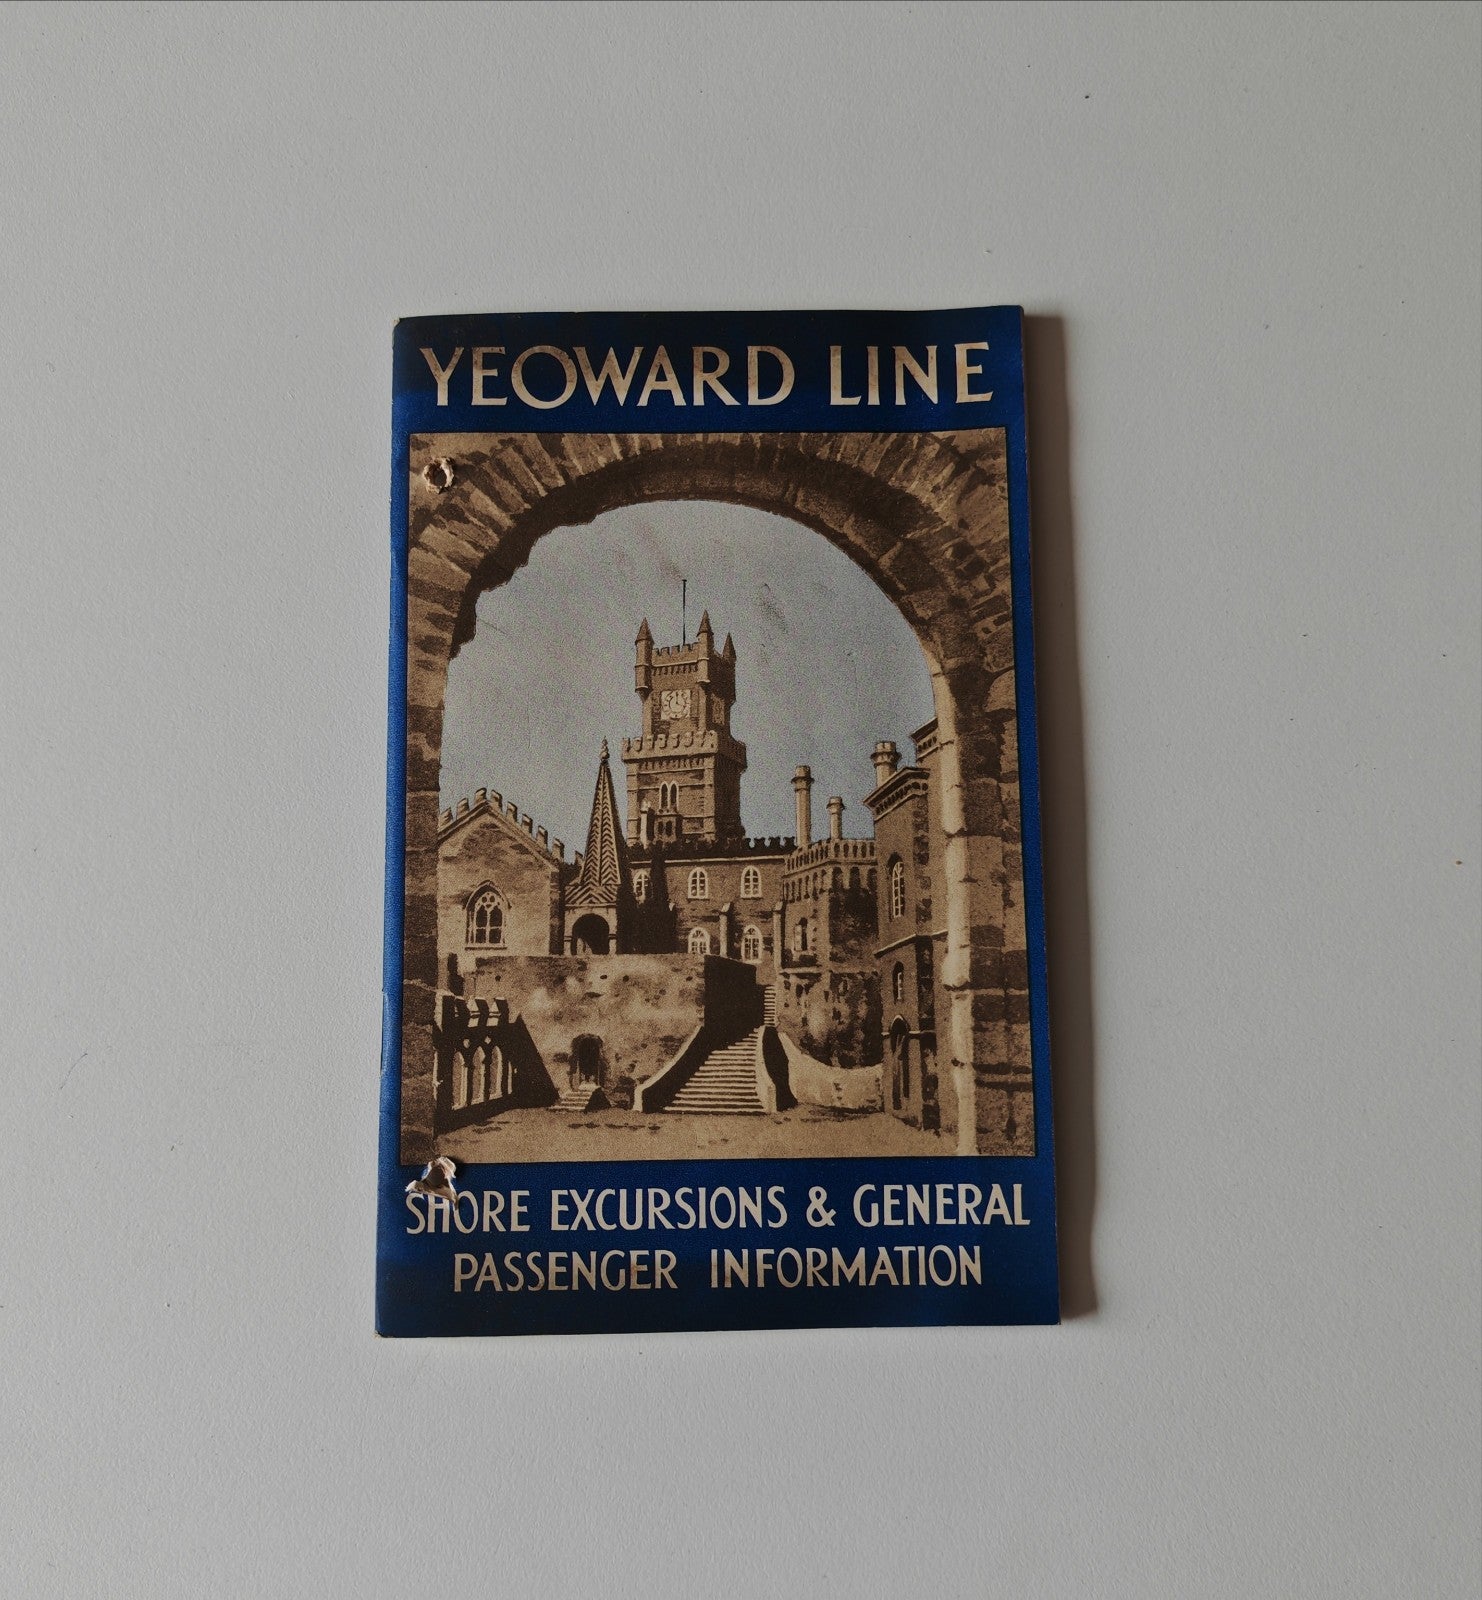 YEOWARD LINE
SHORE EXCURSIONS & GENERAL
PASSENGER INFORMATION